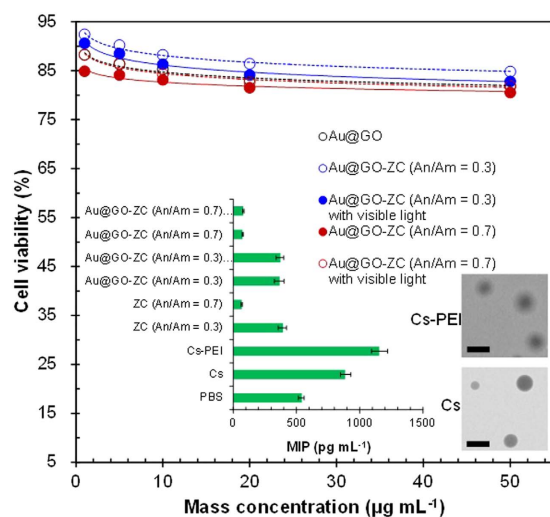 95
85
75
65
55
45
35
25
15
5
Cell viability (%)
Au@GO
Au@GO-ZC (An/Am = 0.3)
Au@GO-ZC (An/Am = 0.3)
with visible light
Au@GO-ZC (An/Am = 0.7)
Au@GO-ZC (An/Am = 0.7)
with visible light
Au@GO-ZC (An/Am = 0.7)...
Au@GO-ZC (An/Am = 0.7)
Au@GO-ZC (An/Am = 0.3)...
Au@GO-ZC (An/Am = 0.3)
ZC (An/Am = 0.7)
ZC (An/Am = 0.3)
Cs-PEI
Cs
PBS
0 500 1000 1500
MIP (pg mL-1)
Cs-PEI
Cs
0 10 20 30 40 50
Mass concentration (µg mL-1)